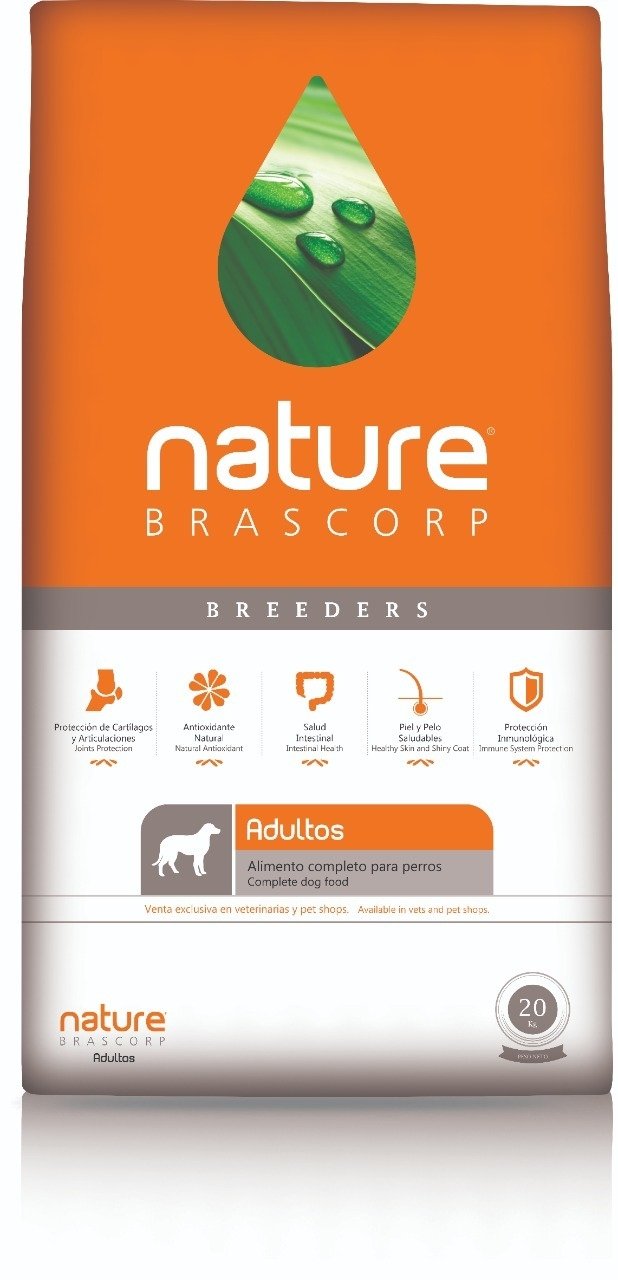 nature®
BRASCORP
BREEDERS
Protección de Cartílagos
y Articulaciones
Joints Protection
Antioxidante
Natural
Natural Antioxidant
Salud
Intestinal
Intestinal Health
Piel y Pelo
Saludables
Healthy Skin and Shiny Coat
Protección
Inmunológica
Immune System Protection
Adultos
Alimento completo para perros
Complete dog food
Venta exclusiva en veterinarias y pet shops. Available in vets and pet shops.
nature
BRASCORP
Adultos
20
Kg
PESO NETO